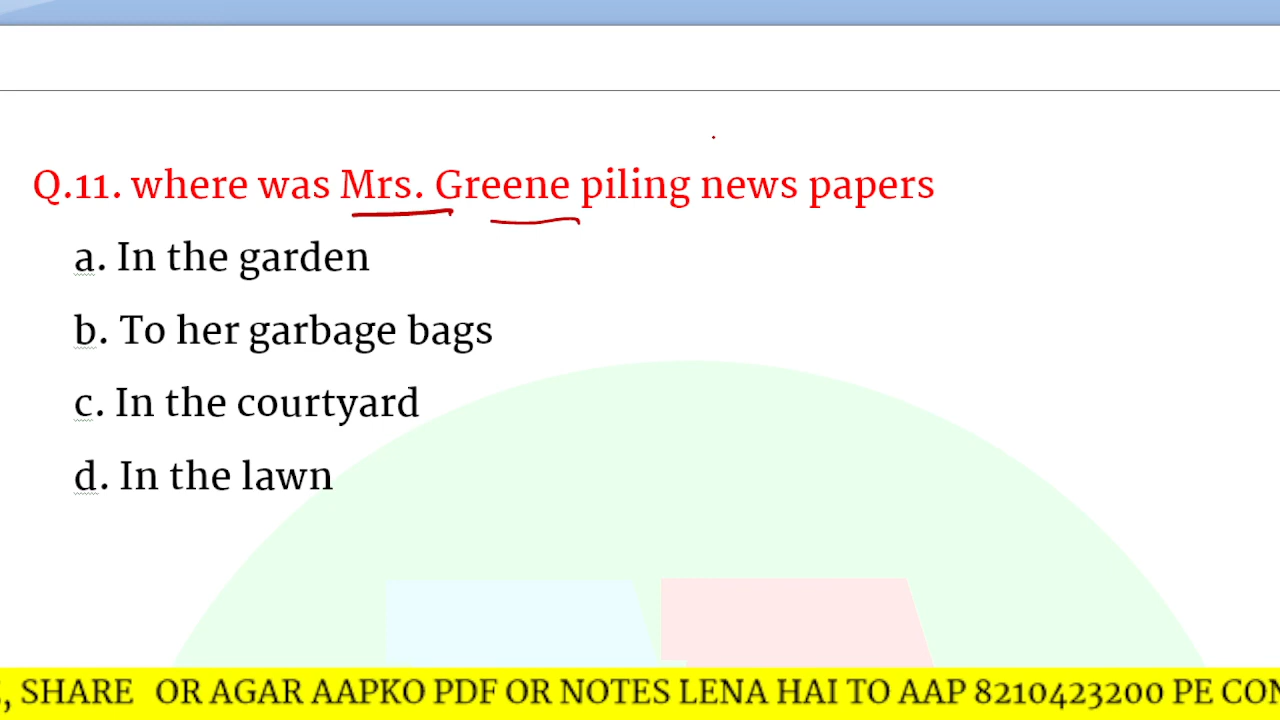 Q.11. where was Mrs. Greene piling news papers
a. In the garden
b. To her garbage bags
c. In the courtyard
d. In the lawn
, SHARE OR AGAR AAPKO PDF OR NOTES LENA HAI TO AAP 8210423200 PE CON